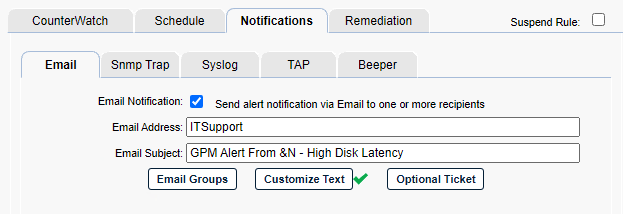 CounterWatch Schedule Notifications Remediation Suspend Rule:
Email Snmp Trap Syslog TAP Beeper
Email Notification: Send alert notification via Email to one or more recipients
Email Address: ITSupport
Email Subject: GPM Alert From &N - High Disk Latency
Email Groups Customize Text Optional Ticket